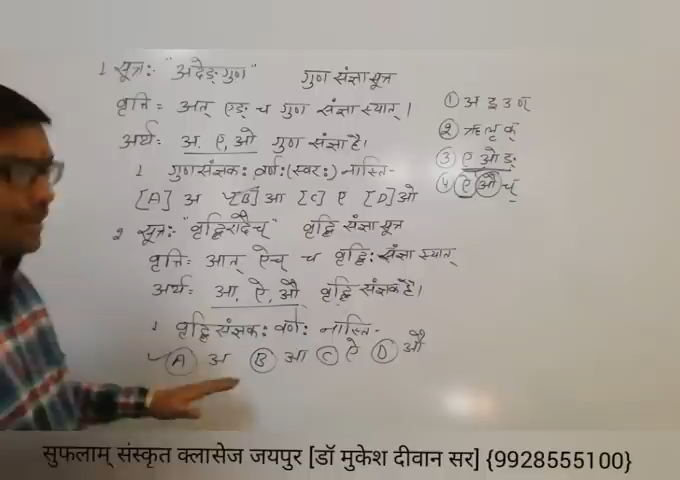 1 सूत्र: "अदेङ् गुण" गुण संज्ञा सूत्र
वृत्ति = अत् एङ् च गुण संज्ञा स्यात् ।
अर्थ: अ, ए, ओ गुण संज्ञा है।
1 गुणसंज्ञक: वर्ण: (स्वर:) नास्ति-
[A] अ [B] आ [C] ए [D] ओ
2 सूत्र: "वृद्धिरादैच्" वृद्धि संज्ञा सूत्र
वृत्ति= आत् ऐच् च वृद्धि: संज्ञा स्यात्
अर्थ: आ, ऐ, औ वृद्धि संज्ञक है।
1 वृद्धिसंज्ञक: वर्ण: नास्ति-
A अ B आ C ऐ D औ
① अ इ उ ण्
② ऋ लृ क्
③ ए ओ ङ्
④ ऐ औ च्
सुफलाम् संस्कृत क्लासेज जयपुर [डॉ मुकेश दीवान सर] {9928555100}